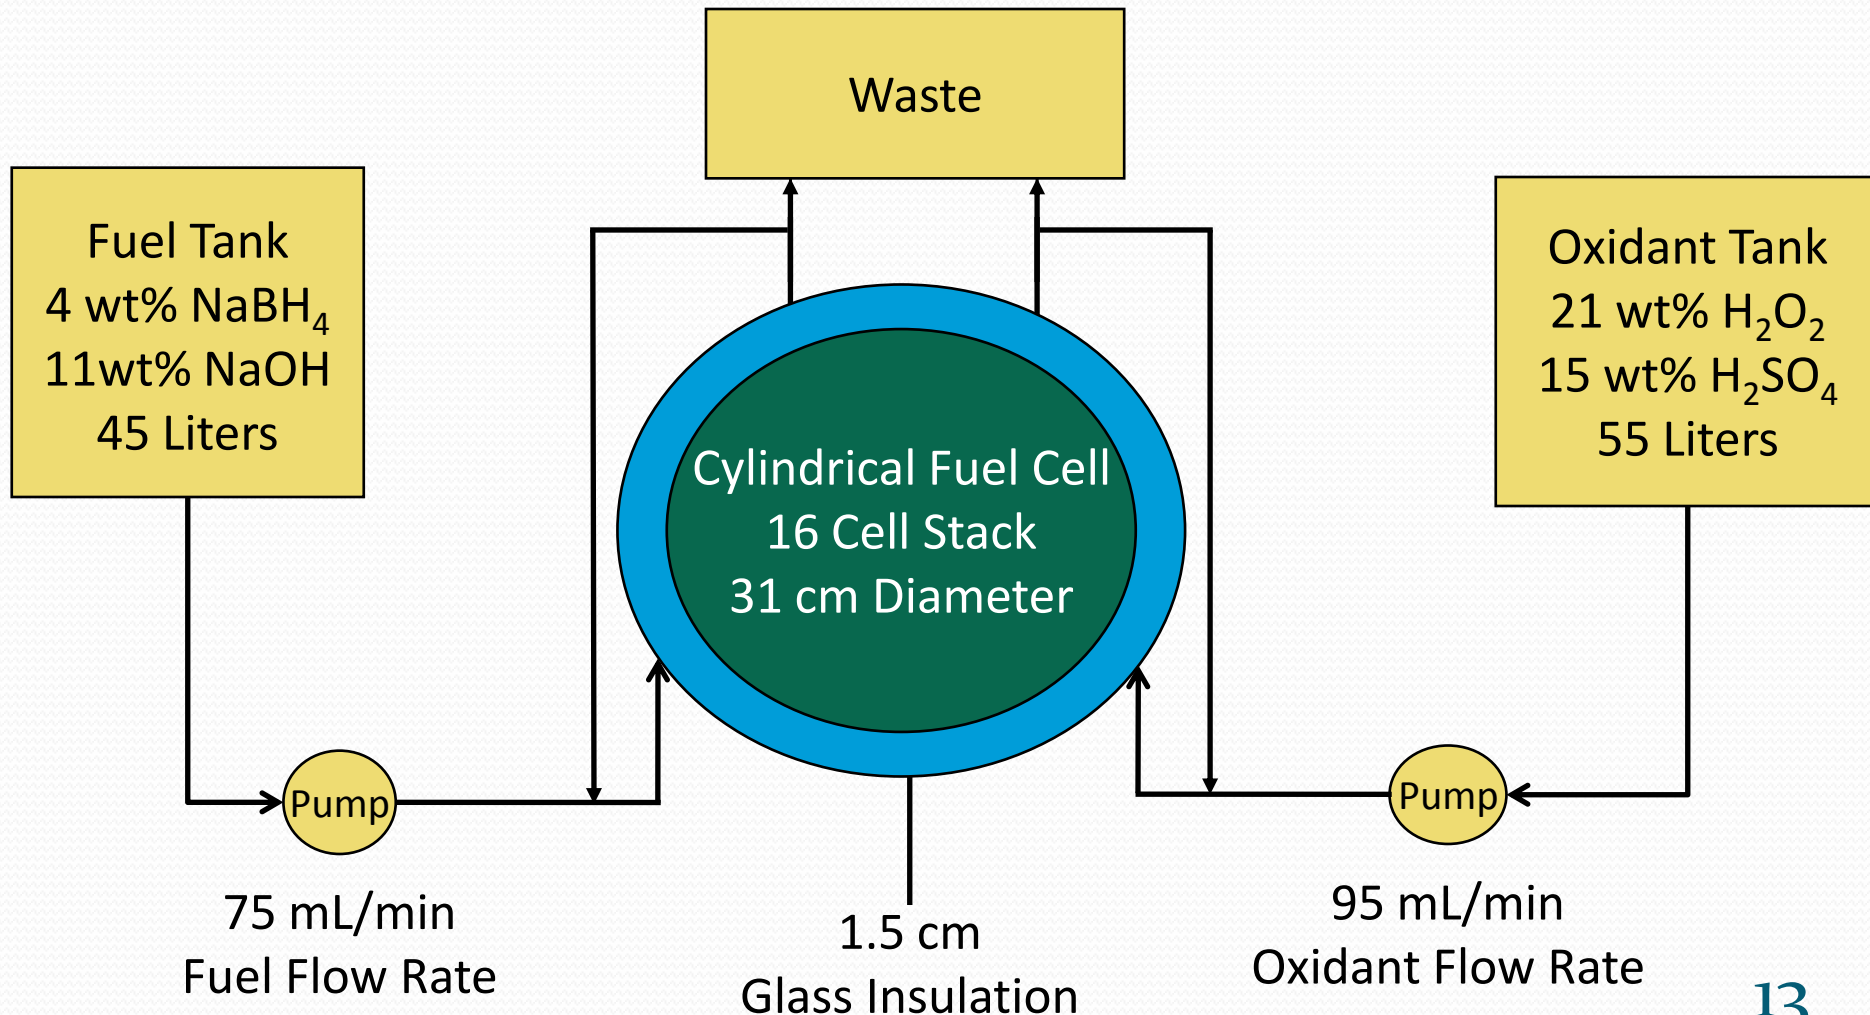 Waste
Fuel Tank
4 wt% NaBH₄
11wt% NaOH
45 Liters
Oxidant Tank
21 wt% H₂O₂
15 wt% H₂SO₄
55 Liters
Cylindrical Fuel Cell
16 Cell Stack
31 cm Diameter
Pump
Pump
75 mL/min
Fuel Flow Rate
1.5 cm
Glass Insulation
95 mL/min
Oxidant Flow Rate
13